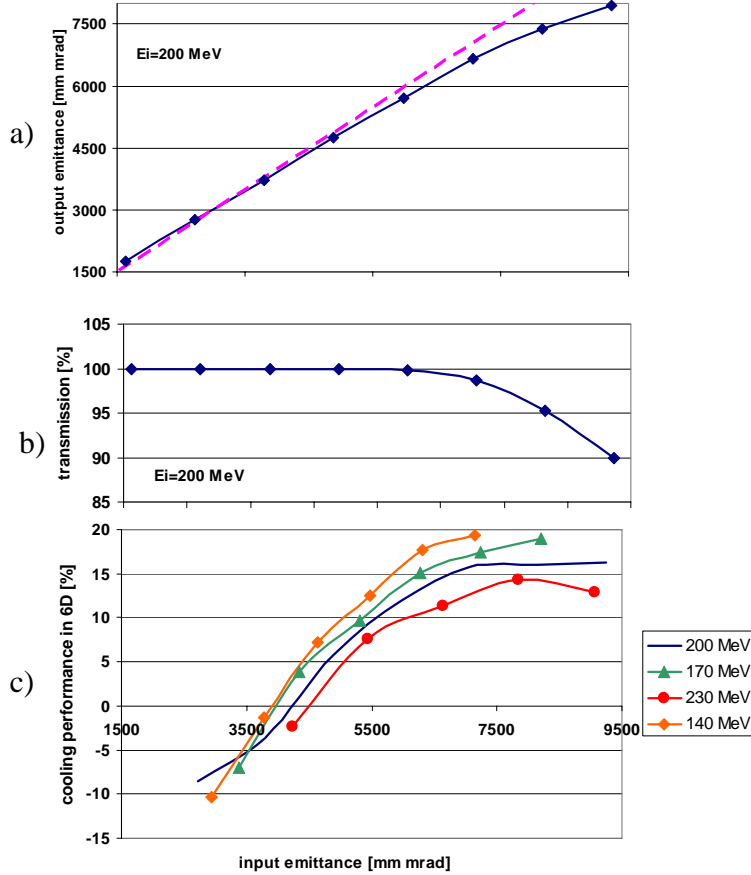 a)
output emittance [mm mrad]
7500
6000
4500
3000
1500
Ei=200 MeV
b)
transmission [%]
105
100
95
90
85
Ei=200 MeV
c)
cooling performance in 6D [%]
20
15
10
5
0
-5
-10
-15
1500 3500 5500 7500 9500
input emittance [mm mrad]
200 MeV
170 MeV
230 MeV
140 MeV